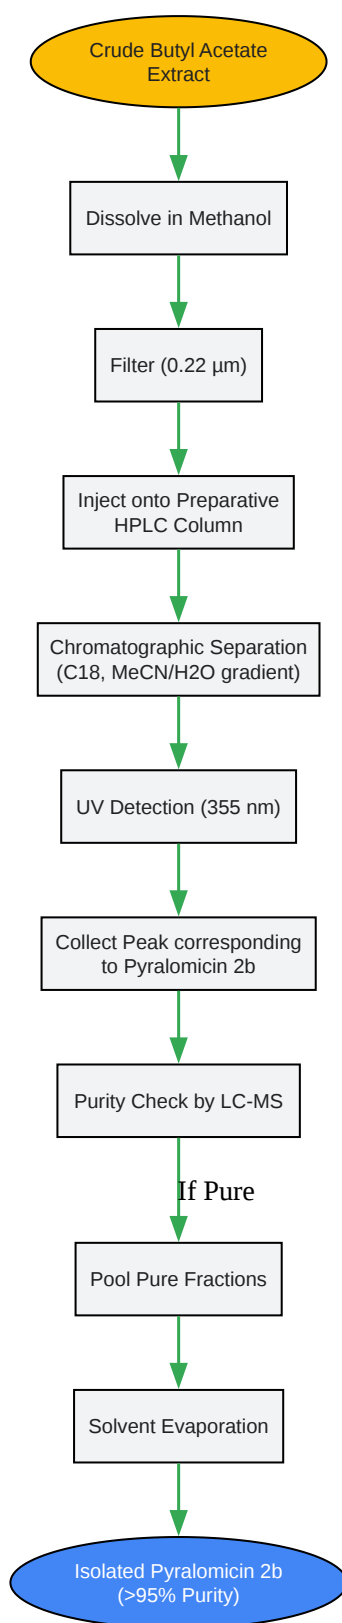 Crude Butyl Acetate
Extract
Dissolve in Methanol
Filter (0.22 µm)
Inject onto Preparative
HPLC Column
Chromatographic Separation
(C18, MeCN/H2O gradient)
UV Detection (355 nm)
Collect Peak corresponding
to Pyralomicin 2b
Purity Check by LC-MS
If Pure
Pool Pure Fractions
Solvent Evaporation
Isolated Pyralomicin 2b
(>95% Purity)